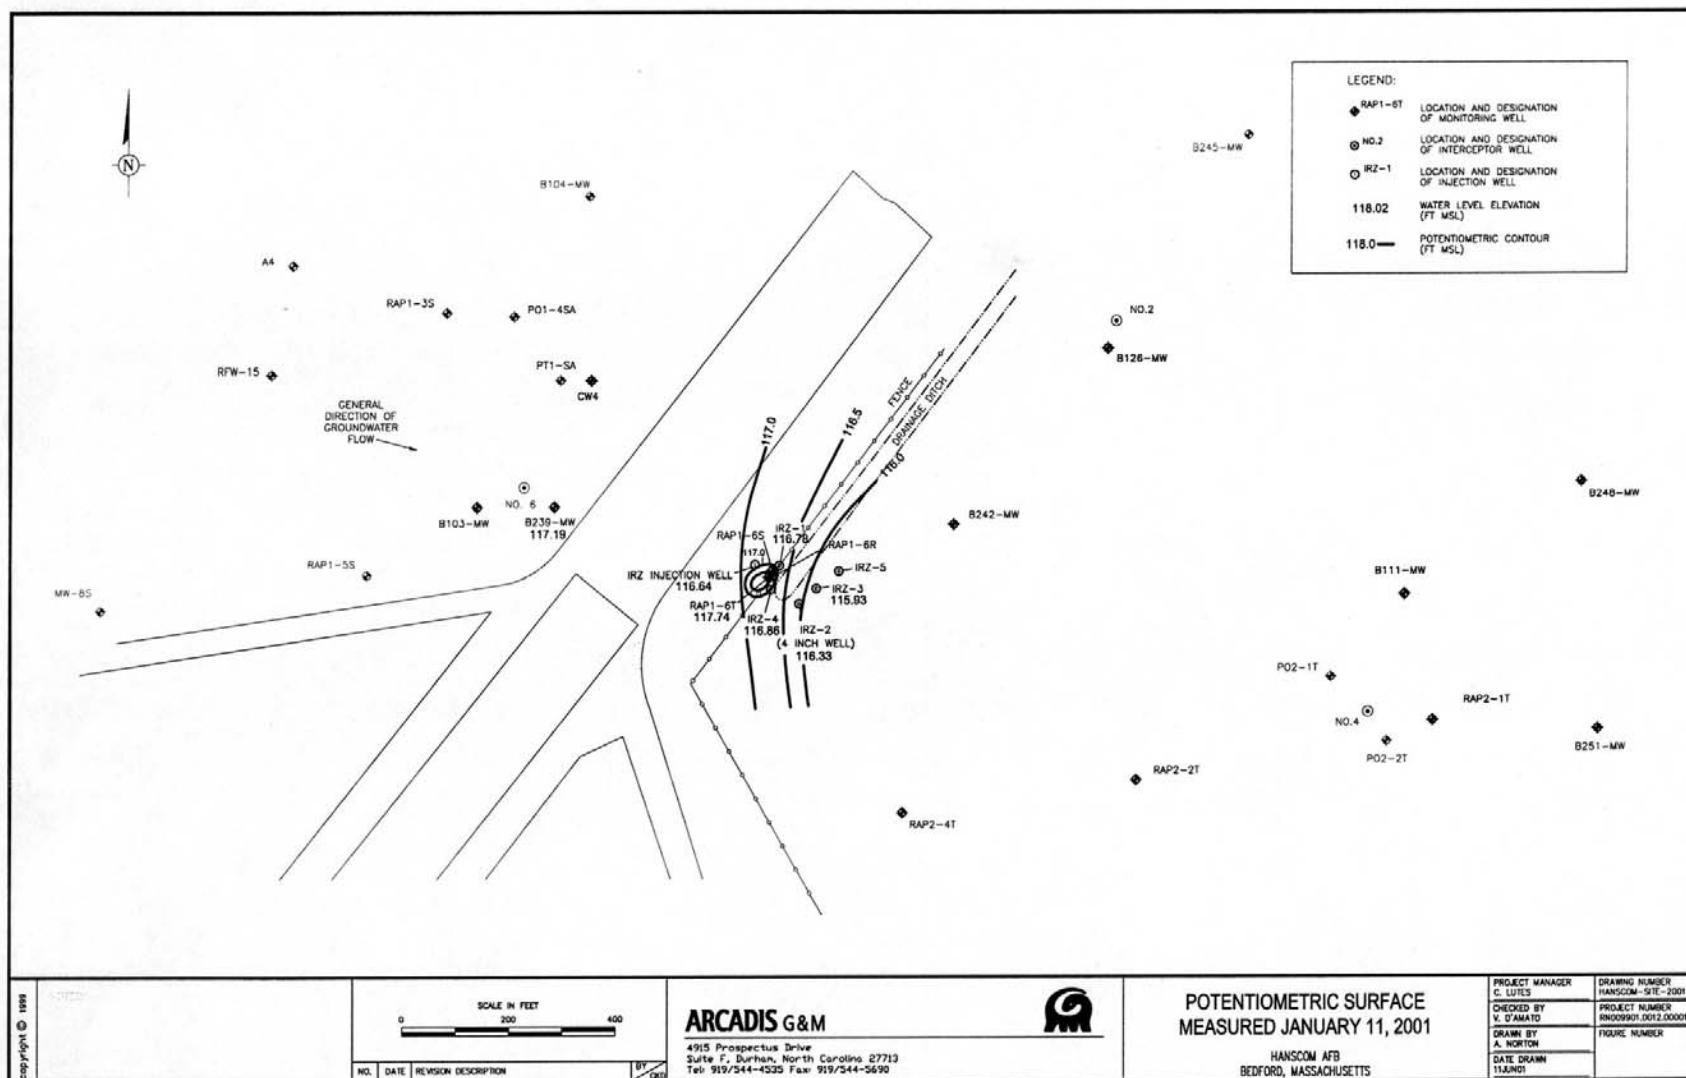 LEGEND:
RAP1-6T LOCATION AND DESIGNATION
OF MONITORING WELL
NO.2 LOCATION AND DESIGNATION
OF INTERCEPTOR WELL
IRZ-1 LOCATION AND DESIGNATION
OF INJECTION WELL
118.02 WATER LEVEL ELEVATION
(FT MSL)
118.0 POTENTIOMETRIC CONTOUR
(FT MSL)
N
B245-MW
B104-MW
A4
RAP1-3S
PO1-4SA
NO.2
B126-MW
RFW-15
PT1-SA
CW4
GENERAL
DIRECTION OF
GROUNDWATER
FLOW
FENCE
DRAINAGE DITCH
117.0
116.5
116.0
NO. 6
B103-MW
B239-MW
117.19
B242-MW
B248-MW
RAP1-6S
IRZ-1
116.78
RAP1-6R
117.0
IRZ INJECTION WELL
116.64
IRZ-5
IRZ-3
115.93
RAP1-6T
117.74
IRZ-4
116.86
IRZ-2
(4 INCH WELL)
116.33
RAP1-5S
MW-8S
B111-MW
PO2-1T
RAP2-1T
NO.4
PO2-2T
B251-MW
RAP2-2T
RAP2-4T
copyright © 1999
SCALE IN FEET
0 200 400
NO. DATE REVISION DESCRIPTION BY CKD
ARCADIS G&M
4915 Prospectus Drive
Suite F, Durham, North Carolina 27713
Tel: 919/544-4535 Fax: 919/544-5690
POTENTIOMETRIC SURFACE
MEASURED JANUARY 11, 2001
HANSCOM AFB
BEDFORD, MASSACHUSETTS
PROJECT MANAGER
C. LUTES
DRAWING NUMBER
HANSCOM-SITE-2001
CHECKED BY
V. D'AMATO
PROJECT NUMBER
RN009901.0012.00001
DRAWN BY
A. NORTON
FIGURE NUMBER
DATE DRAWN
11JUN01